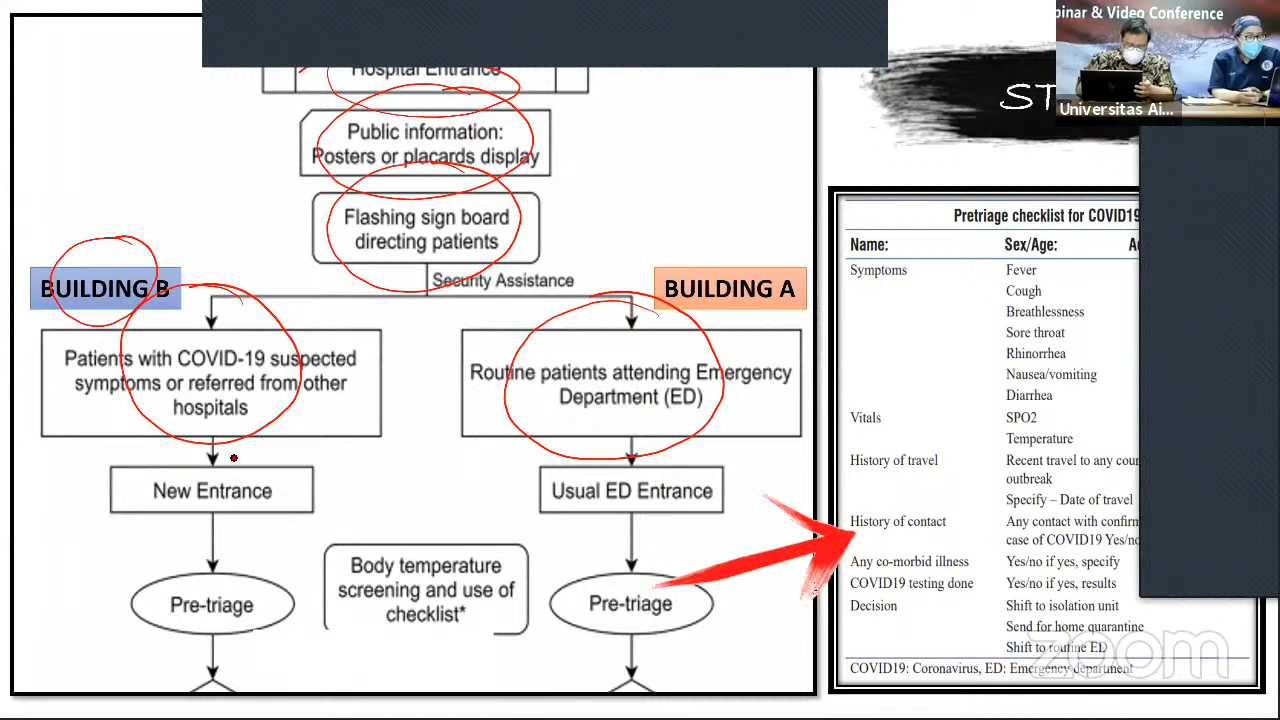 Hospital Entrance
Public information:
Posters or placards display
Flashing sign board
directing patients
Security Assistance
BUILDING B
BUILDING A
Patients with COVID-19 suspected
symptoms or referred from other
hospitals
Routine patients attending Emergency
Department (ED)
New Entrance
Usual ED Entrance
Body temperature
screening and use of
checklist*
Pre-triage
Pre-triage
ST
inar & Video Conference
Universitas Ai...
Pretriage checklist for COVID19
Name: Sex/Age:
Symptoms Fever
Cough
Breathlessness
Sore throat
Rhinorrhea
Nausea/vomiting
Diarrhea
Vitals SPO2
Temperature
History of travel Recent travel to any
outbreak
Specify – Date of travel
History of contact Any contact with
case of COVID19 Yes/no
Any co-morbid illness Yes/no if yes, specify
COVID19 testing done Yes/no if yes, results
Decision Shift to isolation unit
Send for home quarantine
Shift to routine ED
COVID19: Coronavirus, ED: Emergency department
zoom